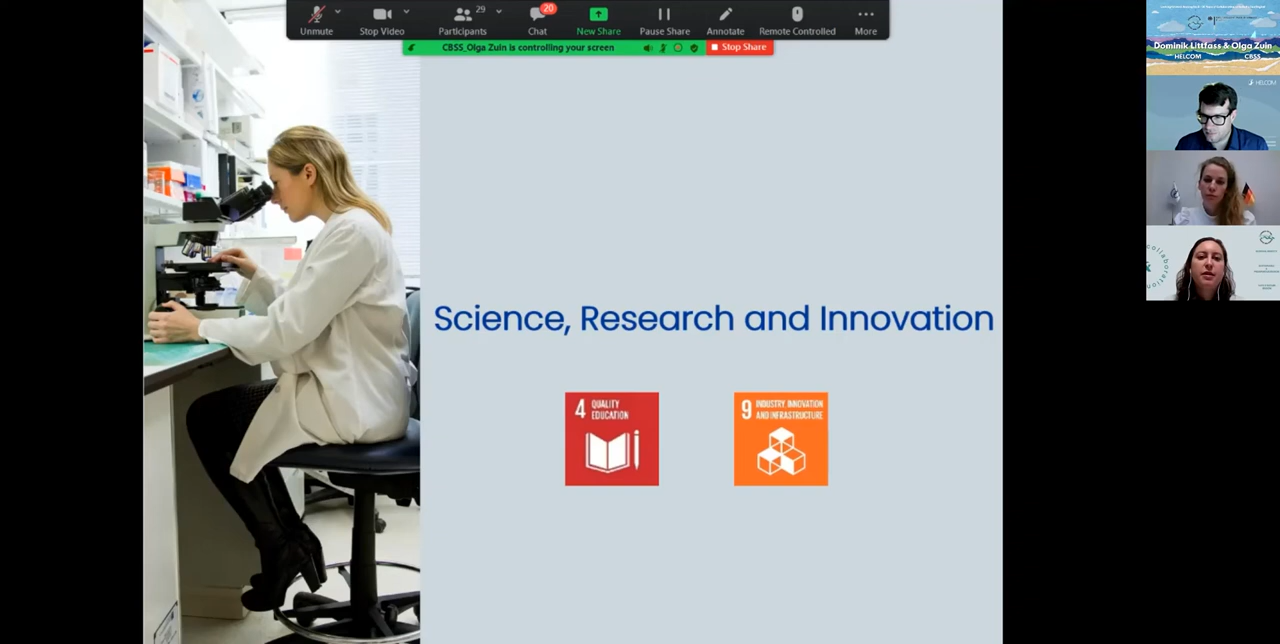 29
20
Unmute
Stop Video
Participants
Chat
New Share
Pause Share
Annotate
Remote Controlled
More
CBSS_Olga Zuin is controlling your screen
Stop Share
Science, Research and Innovation
4 QUALITY
EDUCATION
9 INDUSTRY, INNOVATION
AND INFRASTRUCTURE
Dominik Littfass & Olga Zuin
HELCOM CBSS
HELCOM
collaboration